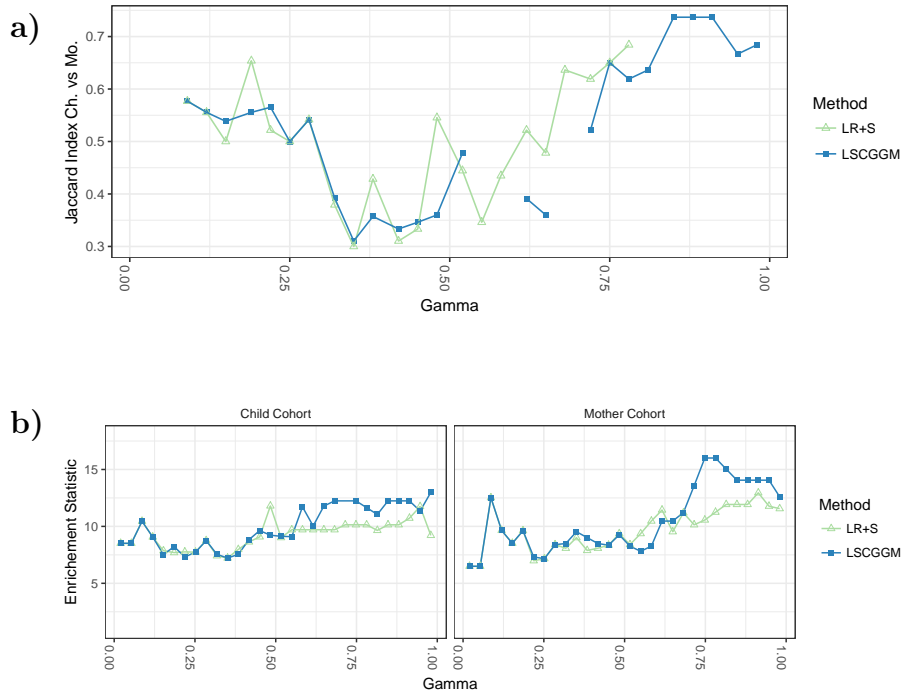 a)
Jaccard Index Ch. vs Mo.
0.7
0.6
0.5
0.4
0.3
0.00
0.25
0.50
0.75
1.00
Gamma
Method
LR+S
LSCGGM
b)
Child Cohort
Mother Cohort
Enrichement Statistic
15
10
5
0.00
0.25
0.50
0.75
1.00
0.00
0.25
0.50
0.75
1.00
Gamma
Method
LR+S
LSCGGM